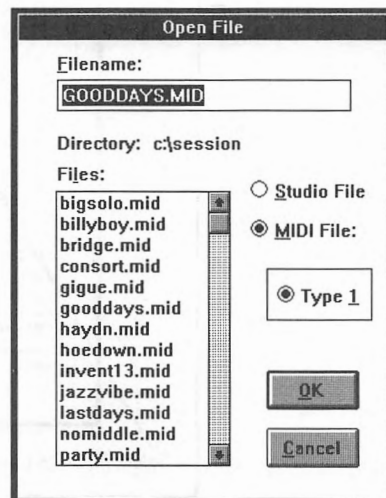 Open File
Filename:
GOODDAYS.MID
Directory: c:\session
Files:
bigsolo.mid
billyboy.mid
bridge.mid
consort.mid
gigue.mid
gooddays.mid
haydn.mid
hoedown.mid
invent13.mid
jazzvibe.mid
lastdays.mid
nomiddle.mid
party.mid
Studio File
MIDI File:
Type 1
OK
Cancel